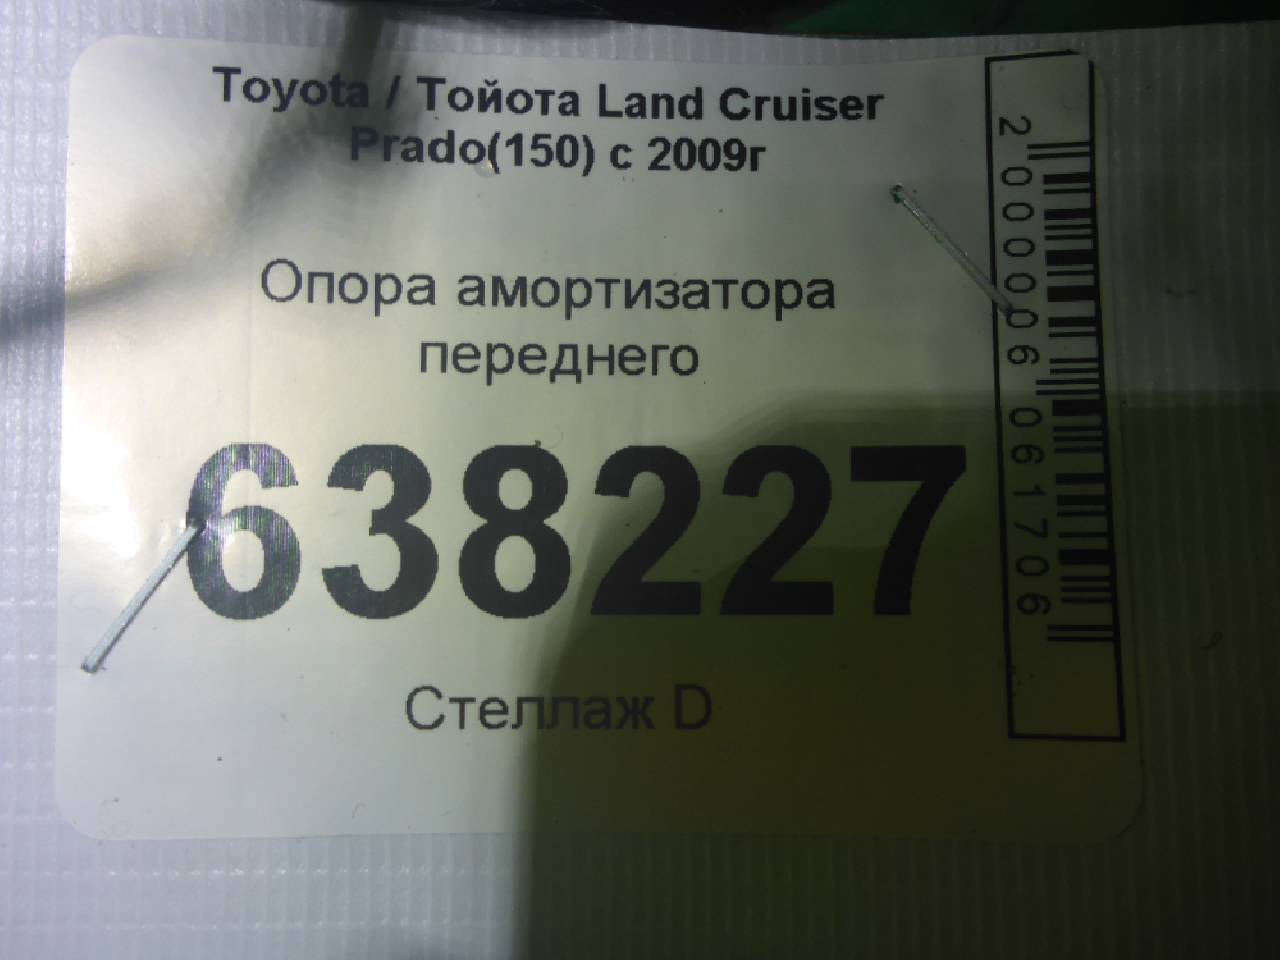 Toyota / Тойота Land Cruiser
Prado(150) с 2009г
Опора амортизатора
переднего
638227
Стеллаж D
2000006061706